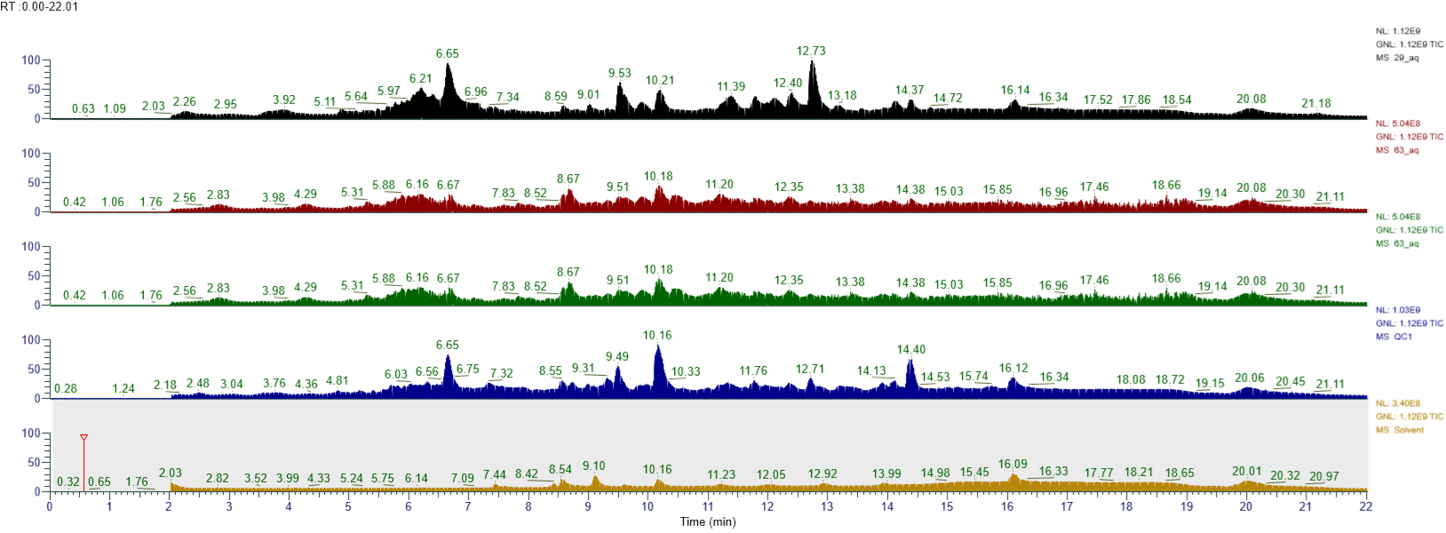 RT :0.00-22.01
NL: 1.12E9
GNL: 1.12E9 TIC
MS 29_aq
100
50
0
0.63 1.09 2.03 2.26 2.95 3.92 5.11 5.64 5.97 6.21 6.65 6.96 7.34 8.59 9.01 9.53 10.21 11.39 12.40 12.73 13.18 14.37 14.72 16.14 16.34 17.52 17.86 18.54 20.08 21.18
NL: 5.04E8
GNL: 1.12E9 TIC
MS 63_aq
100
50
0
0.42 1.06 1.76 2.56 2.83 3.98 4.29 5.31 5.88 6.16 6.67 7.83 8.52 8.67 9.51 10.18 11.20 12.35 13.38 14.38 15.03 15.85 16.96 17.46 18.66 19.14 20.08 20.30 21.11
NL: 5.04E8
GNL: 1.12E9 TIC
MS 63_aq
100
50
0
0.42 1.06 1.76 2.56 2.83 3.98 4.29 5.31 5.88 6.16 6.67 7.83 8.52 8.67 9.51 10.18 11.20 12.35 13.38 14.38 15.03 15.85 16.96 17.46 18.66 19.14 20.08 20.30 21.11
NL: 1.03E9
GNL: 1.12E9 TIC
MS QC1
100
50
0
0.28 1.24 2.18 2.48 3.04 3.76 4.36 4.81 6.03 6.56 6.65 6.75 7.32 8.55 9.31 9.49 10.16 10.33 11.76 12.71 14.13 14.40 14.53 15.74 16.12 16.34 18.08 18.72 19.15 20.06 20.45 21.11
NL: 3.40E8
GNL: 1.12E9 TIC
MS Solvent
100
50
0
0.32 0.65 1.76 2.03 2.82 3.52 3.99 4.33 5.24 5.75 6.14 7.09 7.44 8.42 8.54 9.10 10.16 11.23 12.05 12.92 13.99 14.98 15.45 16.09 16.33 17.77 18.21 18.65 20.01 20.32 20.97
0 1 2 3 4 5 6 7 8 9 10 11 12 13 14 15 16 17 18 19 20 21 22
Time (min)